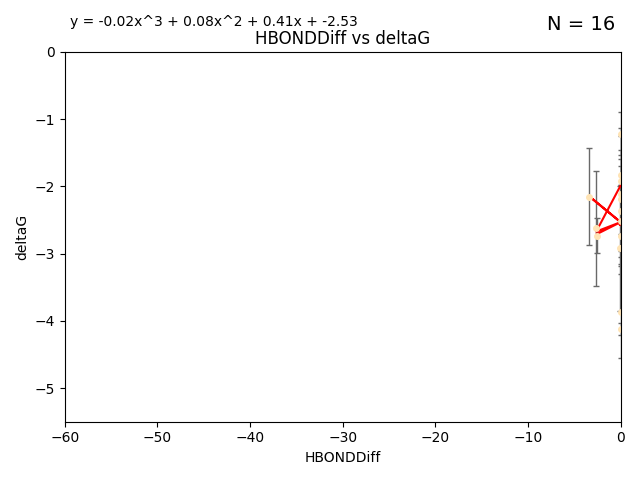 y = -0.02x^3 + 0.08x^2 + 0.41x + -2.53
N = 16
HBONDDiff vs deltaG
0
−1
−2
−3
−4
−5
deltaG
−60 −50 −40 −30 −20 −10 0
HBONDDiff